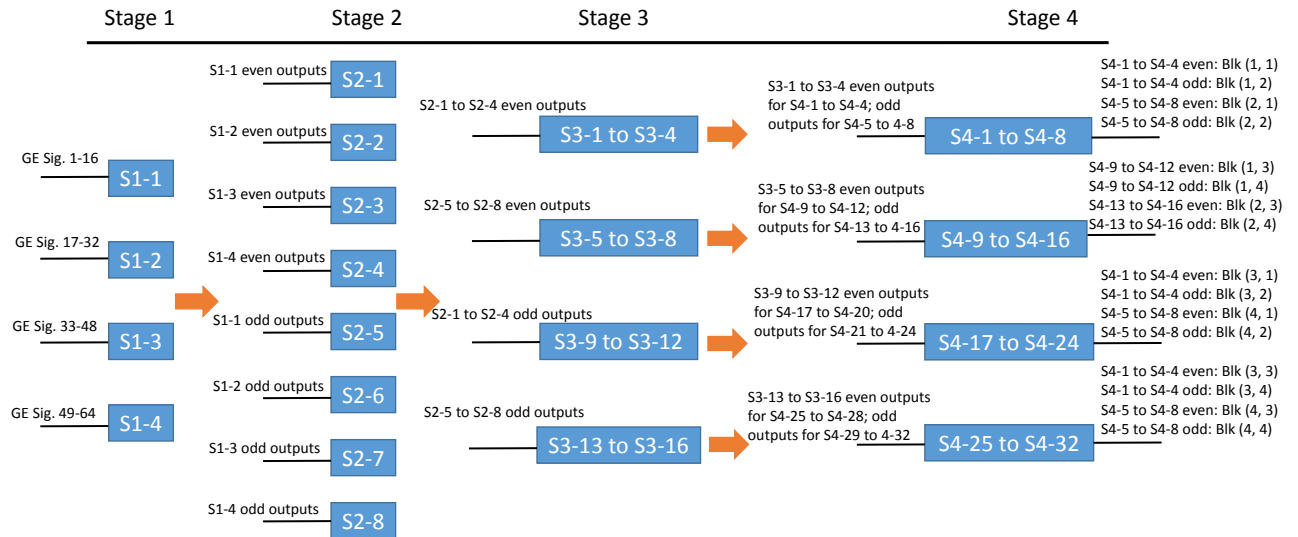 Stage 1
Stage 2
Stage 3
Stage 4
GE Sig. 1-16
S1-1
GE Sig. 17-32
S1-2
GE Sig. 33-48
S1-3
GE Sig. 49-64
S1-4
S1-1 even outputs
S2-1
S1-2 even outputs
S2-2
S1-3 even outputs
S2-3
S1-4 even outputs
S2-4
S1-1 odd outputs
S2-5
S1-2 odd outputs
S2-6
S1-3 odd outputs
S2-7
S1-4 odd outputs
S2-8
S2-1 to S2-4 even outputs
S3-1 to S3-4
S2-5 to S2-8 even outputs
S3-5 to S3-8
S2-1 to S2-4 odd outputs
S3-9 to S3-12
S2-5 to S2-8 odd outputs
S3-13 to S3-16
S3-1 to S3-4 even outputs
for S4-1 to S4-4; odd
outputs for S4-5 to 4-8
S4-1 to S4-8
S4-1 to S4-4 even: Blk (1, 1)
S4-1 to S4-4 odd: Blk (1, 2)
S4-5 to S4-8 even: Blk (2, 1)
S4-5 to S4-8 odd: Blk (2, 2)
S3-5 to S3-8 even outputs
for S4-9 to S4-12; odd
outputs for S4-13 to 4-16
S4-9 to S4-16
S4-9 to S4-12 even: Blk (1, 3)
S4-9 to S4-12 odd: Blk (1, 4)
S4-13 to S4-16 even: Blk (2, 3)
S4-13 to S4-16 odd: Blk (2, 4)
S3-9 to S3-12 even outputs
for S4-17 to S4-20; odd
outputs for S4-21 to 4-24
S4-17 to S4-24
S4-1 to S4-4 even: Blk (3, 1)
S4-1 to S4-4 odd: Blk (3, 2)
S4-5 to S4-8 even: Blk (4, 1)
S4-5 to S4-8 odd: Blk (4, 2)
S3-13 to S3-16 even outputs
for S4-25 to S4-28; odd
outputs for S4-29 to 4-32
S4-25 to S4-32
S4-1 to S4-4 even: Blk (3, 3)
S4-1 to S4-4 odd: Blk (3, 4)
S4-5 to S4-8 even: Blk (4, 3)
S4-5 to S4-8 odd: Blk (4, 4)